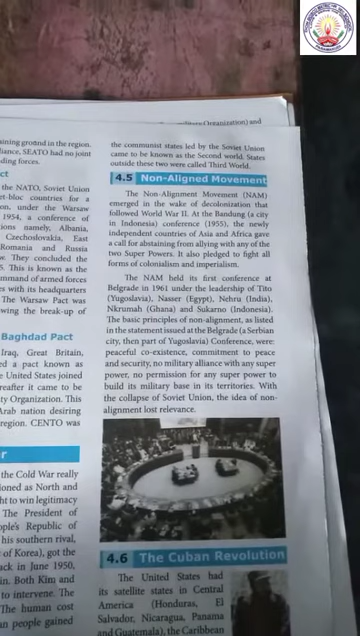 aining ground in the region.
liance, SEATO had no joint
ding forces.
ct
the NATO, Soviet Union
st-bloc countries for a
on, under the Warsaw
1954, a conference of
tions namely, Albania,
Czechoslovakia, East
Romania and Russia
w. They concluded the
5. This is known as the
mmand of armed forces
es with its headquarters
The Warsaw Pact was
wing the break-up of
Baghdad Pact
Iraq, Great Britain,
ed a pact known as
e United States joined
reafter it came to be
ty Organization. This
Arab nation desiring
region. CENTO was
r
the Cold War really
ioned as North and
ht to win legitimacy
The President of
ople's Republic of
his southern rival,
of Korea), got the
ack in June 1950,
in. Both Kim and
to intervene. The
The human cost
an people gained
Organization) and
the communist states led by the Soviet Union
came to be known as the Second world. States
outside these two were called Third World.
4.5 Non-Aligned Movement
The Non-Alignment Movement (NAM)
emerged in the wake of decolonization that
followed World War II. At the Bandung (a city
in Indonesia) conference (1955), the newly
independent countries of Asia and Africa gave
a call for abstaining from allying with any of the
two Super Powers. It also pledged to fight all
forms of colonialism and imperialism.
The NAM held its first conference at
Belgrade in 1961 under the leadership of Tito
(Yugoslavia), Nasser (Egypt), Nehru (India),
Nkrumah (Ghana) and Sukarno (Indonesia).
The basic principles of non-alignment, as listed
in the statement issued at the Belgrade (a Serbian
city, then part of Yugoslavia) Conference, were:
peaceful co-existence, commitment to peace
and security, no military alliance with any super
power, no permission for any super power to
build its military base in its territories. With
the collapse of Soviet Union, the idea of non-
alignment lost relevance.
4.6 The Cuban Revolution
The United States had
its satellite states in Central
America (Honduras, El
Salvador, Nicaragua, Panama
and Guatemala), the Caribbean